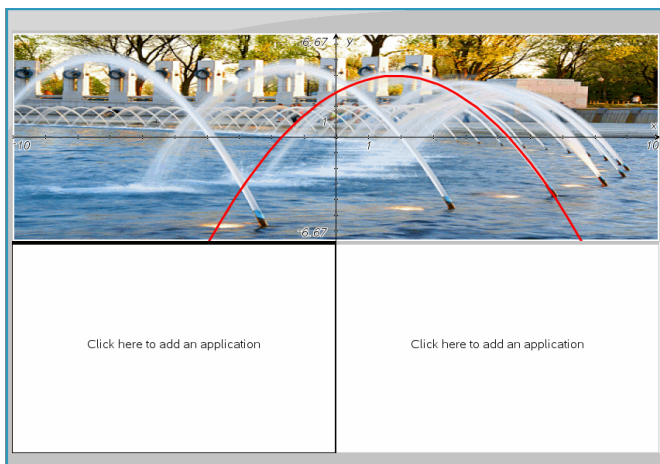 6.67 y
1
x
-10 1 10
-6.67
Click here to add an application Click here to add an application